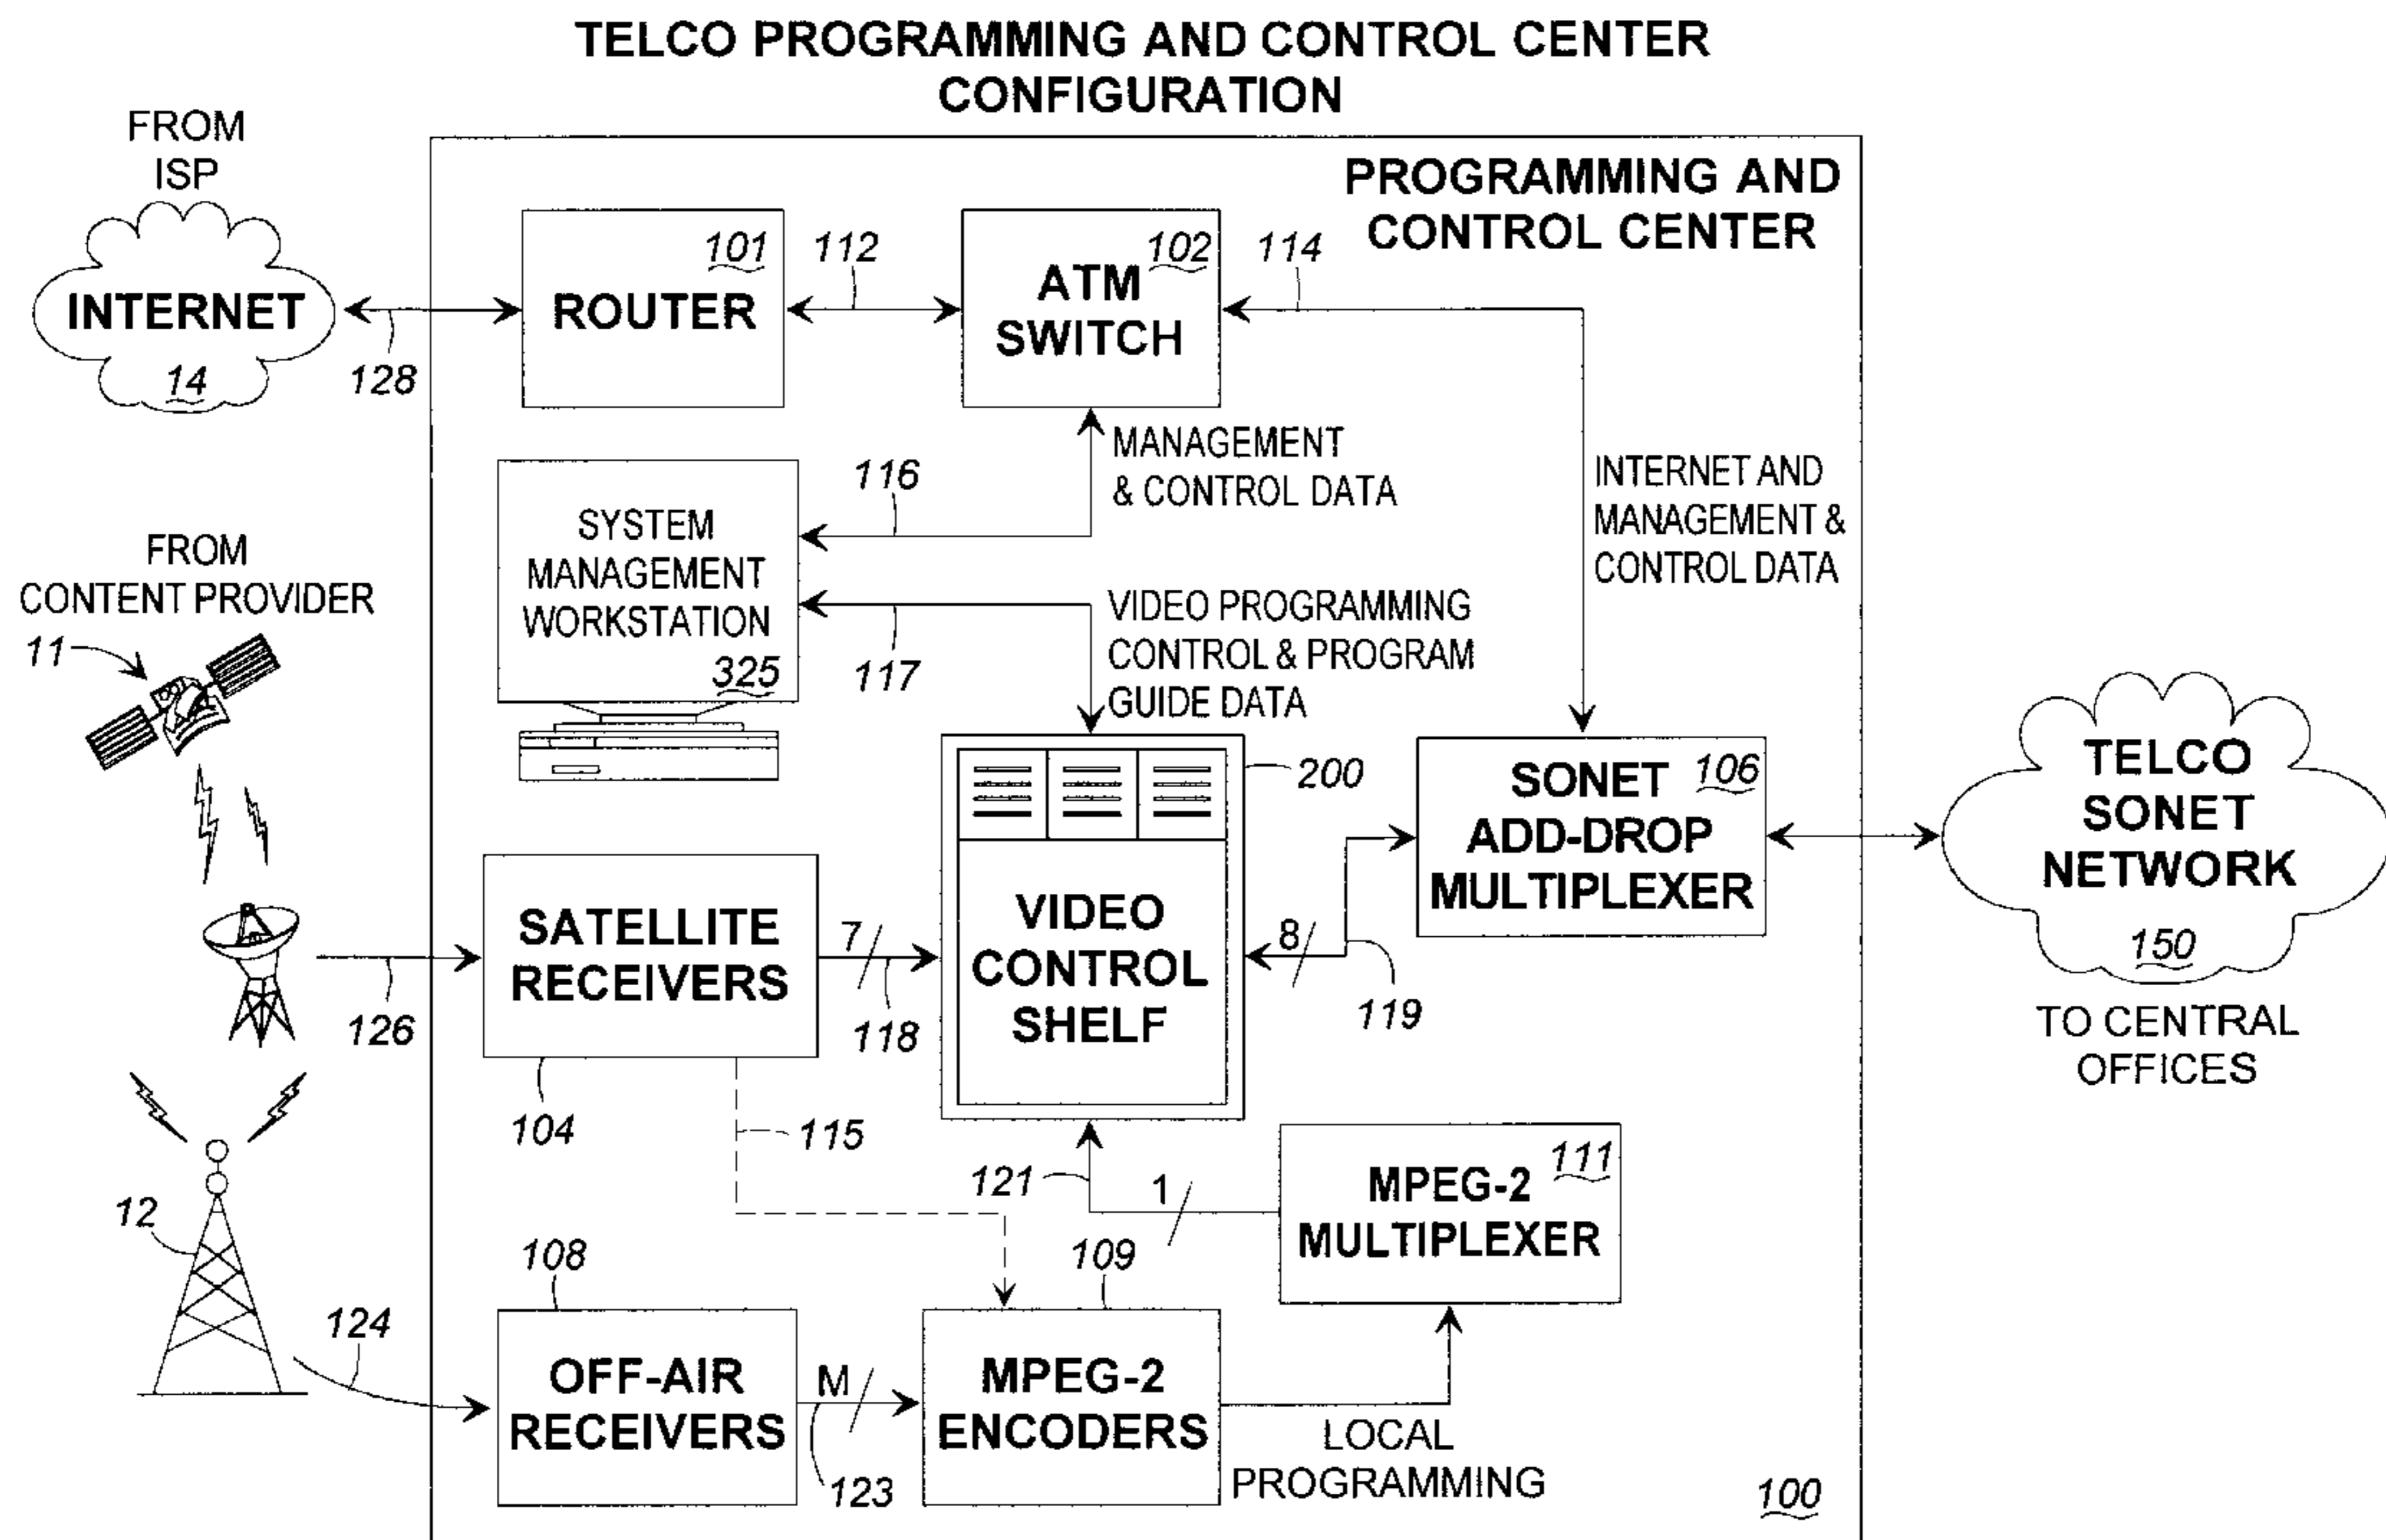 TELCO PROGRAMMING AND CONTROL CENTER
CONFIGURATION
FROM
ISP
INTERNET
14
128
PROGRAMMING AND
CONTROL CENTER
101
ROUTER
112
102
ATM
SWITCH
114
MANAGEMENT
& CONTROL DATA
INTERNET AND
MANAGEMENT &
CONTROL DATA
116
SYSTEM
MANAGEMENT
WORKSTATION
325
117
VIDEO PROGRAMMING
CONTROL & PROGRAM
GUIDE DATA
FROM
CONTENT PROVIDER
11
200
VIDEO
CONTROL
SHELF
SONET
106
ADD-DROP
MULTIPLEXER
TELCO
SONET
NETWORK
150
TO CENTRAL
OFFICES
126
SATELLITE
RECEIVERS
104
7
118
8
119
115
121
1
111
MPEG-2
MULTIPLEXER
12
124
108
OFF-AIR
RECEIVERS
M
123
109
MPEG-2
ENCODERS
LOCAL
PROGRAMMING
100